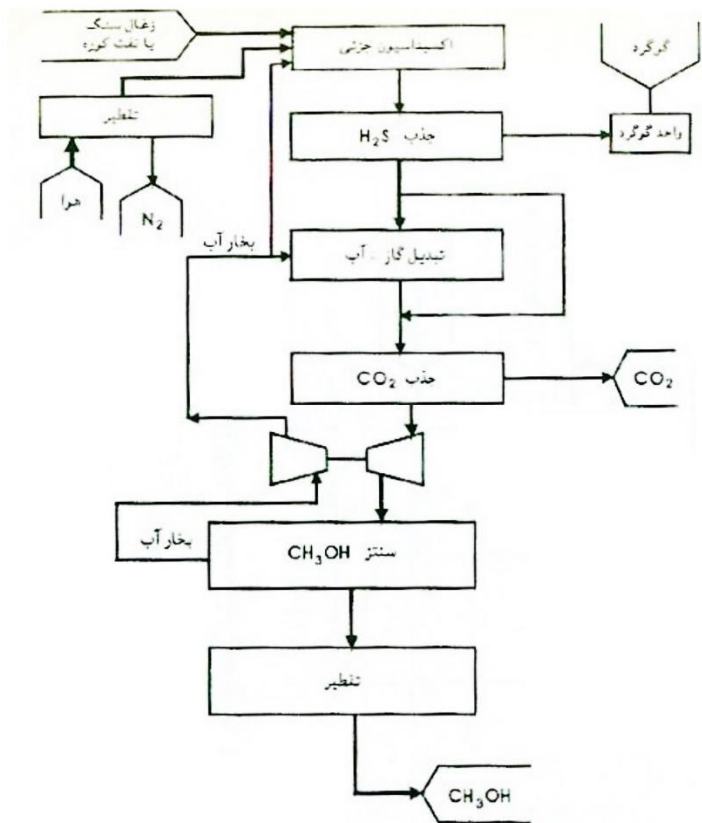 زغال سنگ
یا نفت کوره
اکسیداسیون جزئی
گوگرد
تقطیر
جذب H₂S
واحد گوگرد
هوا
N₂
بخار آب
تبدیل گاز - آب
جذب CO₂
CO₂
بخار آب
سنتز CH₃OH
تقطیر
CH₃OH